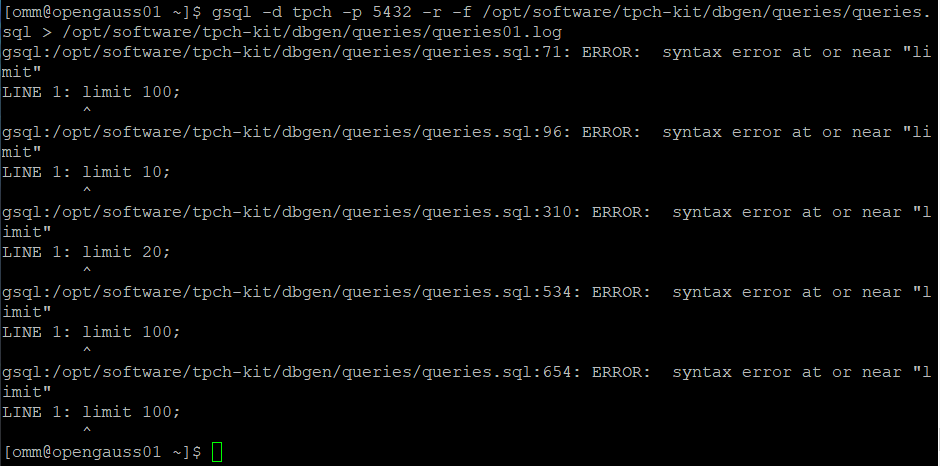 [omm@opengauss01 ~]$ gsql -d tpch -p 5432 -r -f /opt/software/tpch-kit/dbgen/queries/queries.
sql > /opt/software/tpch-kit/dbgen/queries/queries01.log
gsql:/opt/software/tpch-kit/dbgen/queries/queries.sql:71: ERROR:  syntax error at or near "li
mit"
LINE 1: limit 100;
        ^
gsql:/opt/software/tpch-kit/dbgen/queries/queries.sql:96: ERROR:  syntax error at or near "li
mit"
LINE 1: limit 10;
        ^
gsql:/opt/software/tpch-kit/dbgen/queries/queries.sql:310: ERROR:  syntax error at or near "l
imit"
LINE 1: limit 20;
        ^
gsql:/opt/software/tpch-kit/dbgen/queries/queries.sql:534: ERROR:  syntax error at or near "l
imit"
LINE 1: limit 100;
        ^
gsql:/opt/software/tpch-kit/dbgen/queries/queries.sql:654: ERROR:  syntax error at or near "l
imit"
LINE 1: limit 100;
        ^
[omm@opengauss01 ~]$